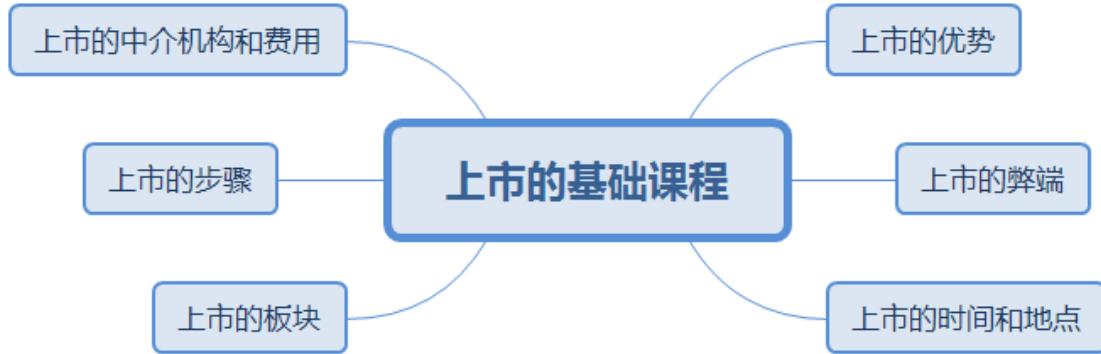 上市的中介机构和费用
上市的优势
上市的步骤
上市的基础课程
上市的弊端
上市的板块
上市的时间和地点